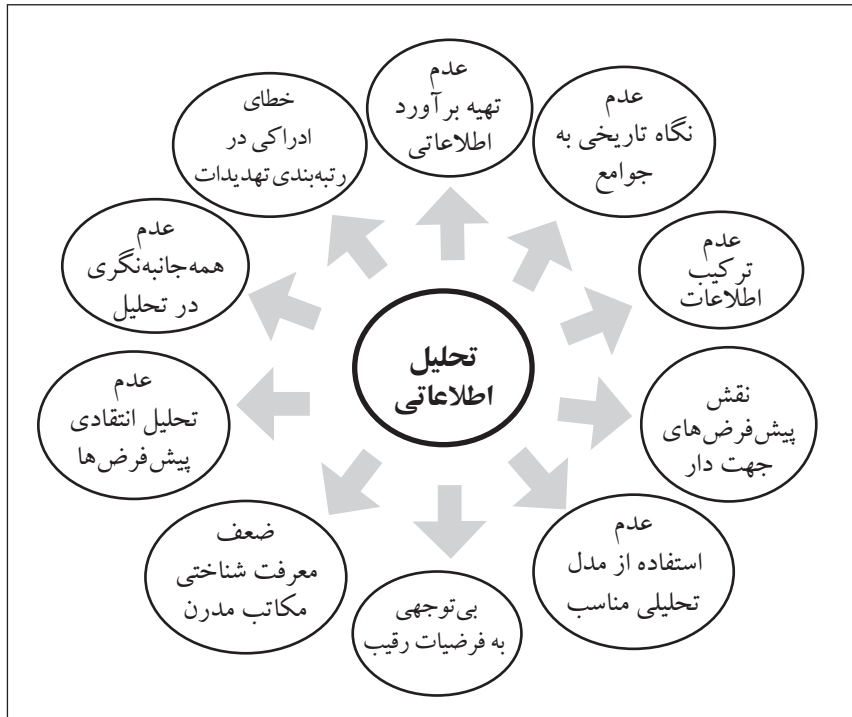 عدم
تهیه برآورد
اطلاعاتی
عدم
نگاه تاریخی به
جوامع
عدم
ترکیب
اطلاعات
نقش
پیش‌فرض‌های
جهت دار
عدم
استفاده از مدل
تحلیلی مناسب
بی‌توجهی
به فرضیات رقیب
ضعف
معرفت شناختی
مکاتب مدرن
عدم
تحلیل انتقادی
پیش‌فرض‌ها
عدم
همه‌جانبه‌نگری
در تحلیل
خطای
ادراکی در
رتبه‌بندی تهدیدات
تحلیل
اطلاعاتی